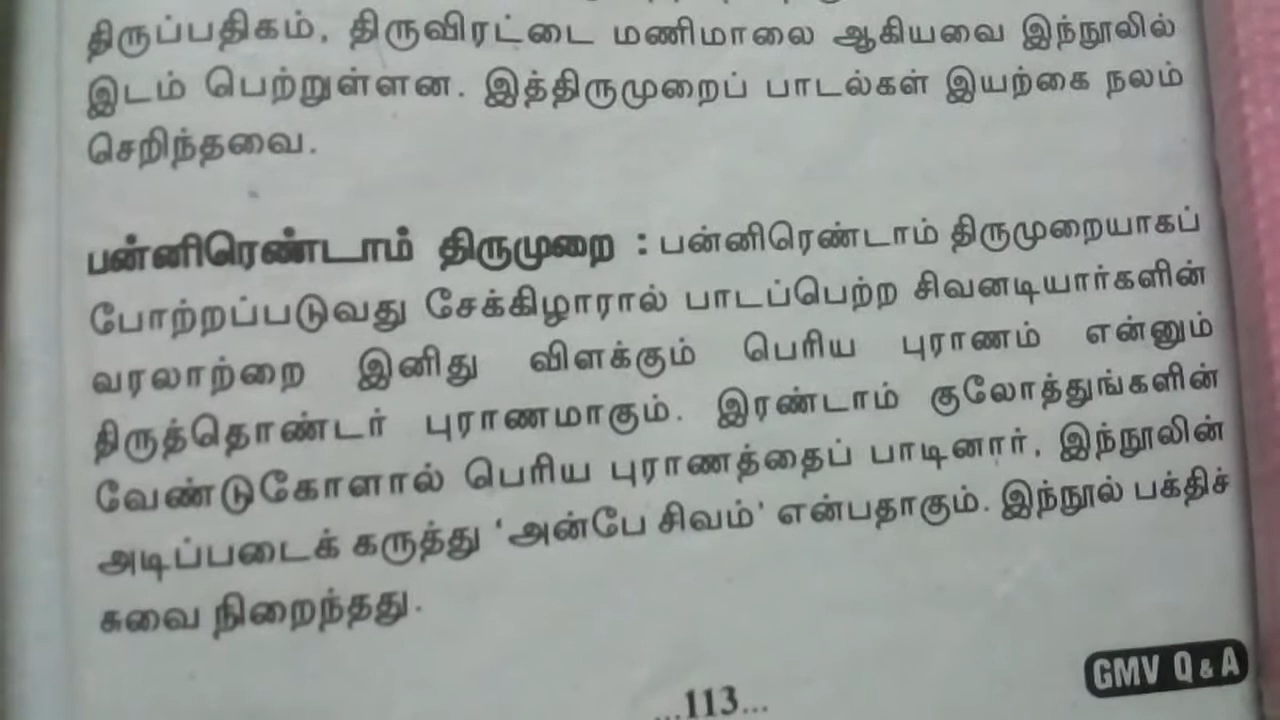 திருப்பதிகம், திருவிரட்டை மணிமாலை ஆகியவை இந்நூலில்
இடம் பெற்றுள்ளன. இத்திருமுறைப் பாடல்கள் இயற்கை நலம்
செறிந்தவை.
பன்னிரெண்டாம் திருமுறை : பன்னிரெண்டாம் திருமுறையாகப்
போற்றப்படுவது சேக்கிழாரால் பாடப்பெற்ற சிவனடியார்களின்
வரலாற்றை இனிது விளக்கும் பெரிய புராணம் என்னும்
திருத்தொண்டர் புராணமாகும். இரண்டாம் குலோத்துங்களின்
வேண்டுகோளால் பெரிய புராணத்தைப் பாடினார், இந்நூலின்
அடிப்படைக் கருத்து 'அன்பே சிவம்' என்பதாகும். இந்நூல் பக்திச்
சுவை நிறைந்தது.
...113...
GMV Q & A